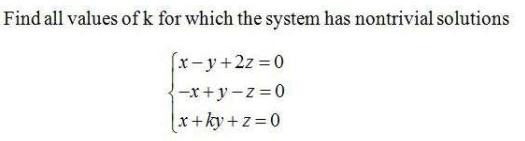 Find all values of k for which the system has nontrivial solutions
x-y+2z=0
-x+y-z=0
x+ky+z=0